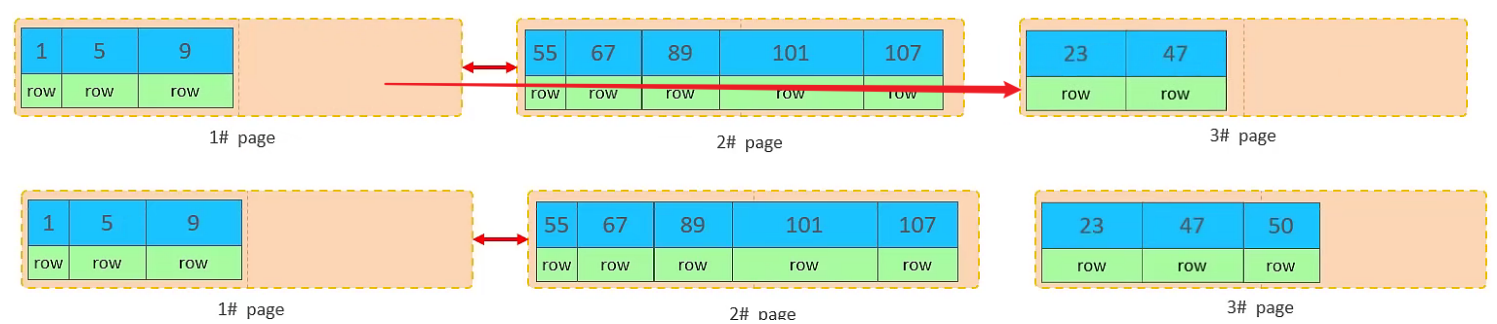 1 5 9
row row row
1# page
55 67 89 101 107
row row row row row
2# page
23 47
row row
3# page
1 5 9
row row row
1# page
55 67 89 101 107
row row row row row
2# page
23 47 50
row row row
3# page